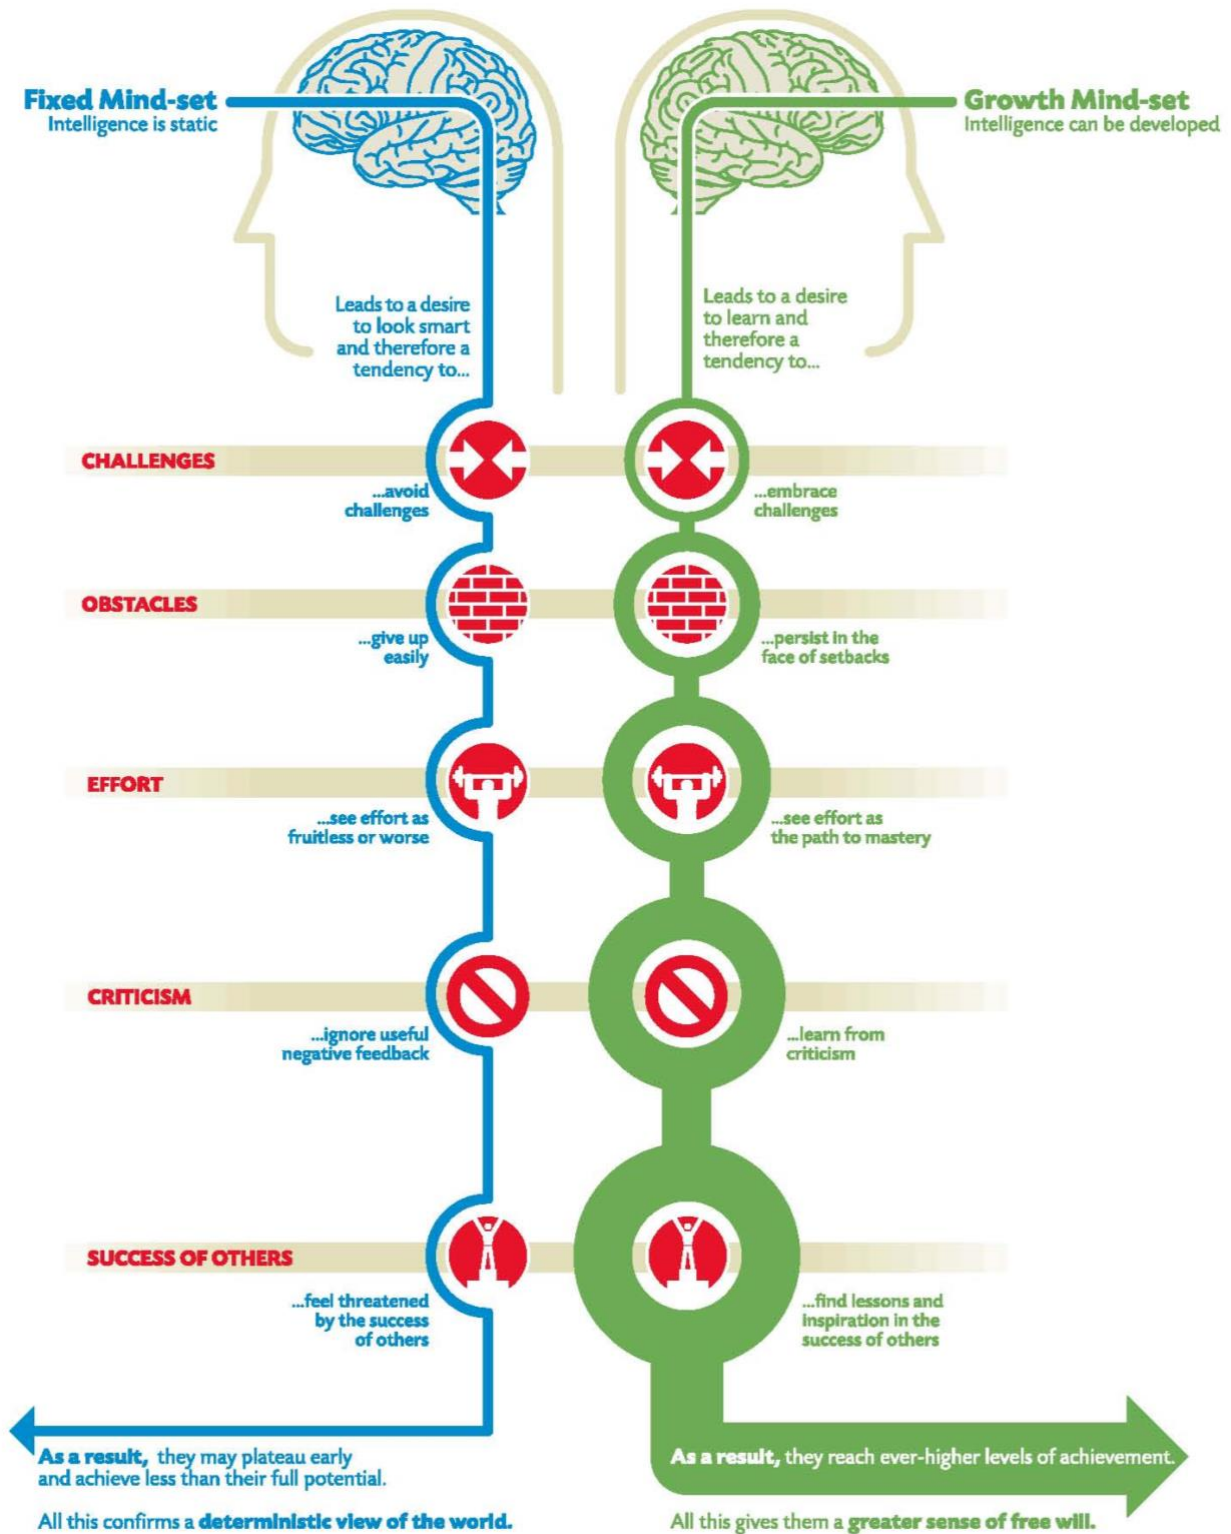 Fixed Mind-set
Intelligence is static
Growth Mind-set
Intelligence can be developed
Leads to a desire
to look smart
and therefore a
tendency to...
Leads to a desire
to learn and
therefore a
tendency to...
CHALLENGES
...avoid
challenges
...embrace
challenges
OBSTACLES
...give up
easily
...persist in the
face of setbacks
EFFORT
...see effort as
fruitless or worse
...see effort as
the path to mastery
CRITICISM
...ignore useful
negative feedback
...learn from
criticism
SUCCESS OF OTHERS
...feel threatened
by the success
of others
...find lessons and
inspiration in the
success of others
As a result, they may plateau early
and achieve less than their full potential.
All this confirms a deterministic view of the world.
As a result, they reach ever-higher levels of achievement.
All this gives them a greater sense of free will.